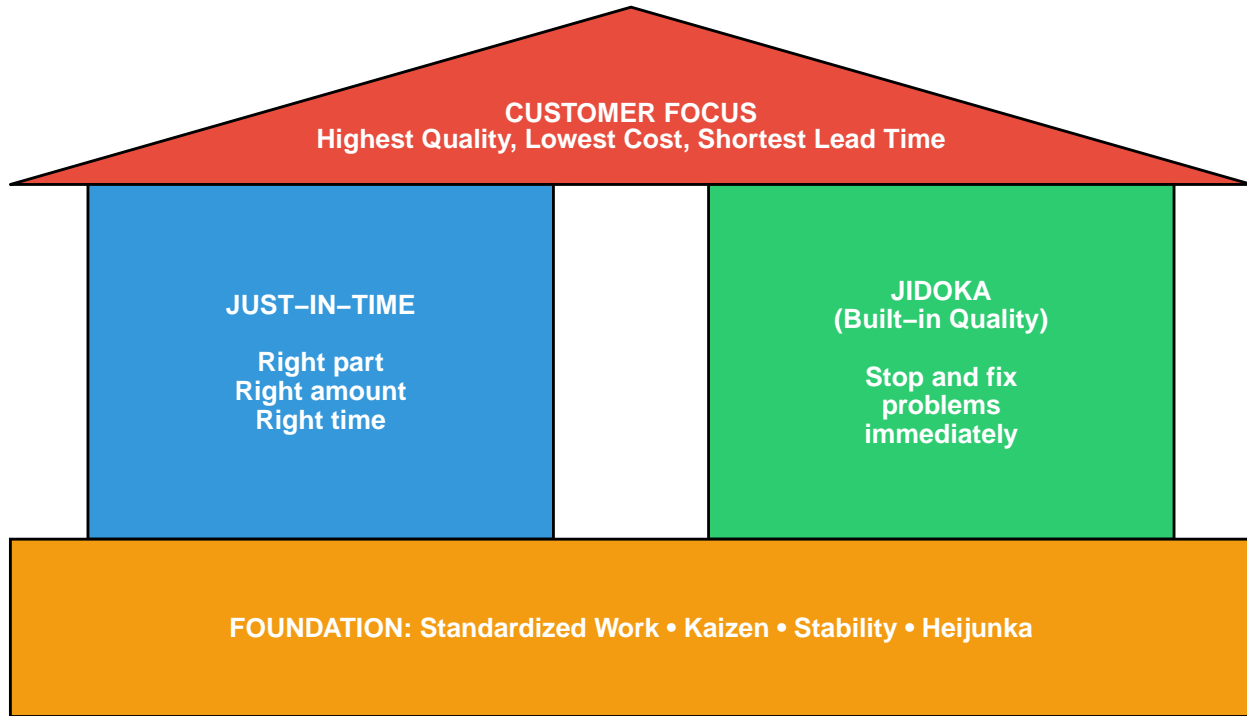 CUSTOMER FOCUS
Highest Quality, Lowest Cost, Shortest Lead Time
JUST–IN–TIME
Right part
Right amount
Right time
JIDOKA
(Built–in Quality)
Stop and fix
problems
immediately
FOUNDATION: Standardized Work • Kaizen • Stability • Heijunka